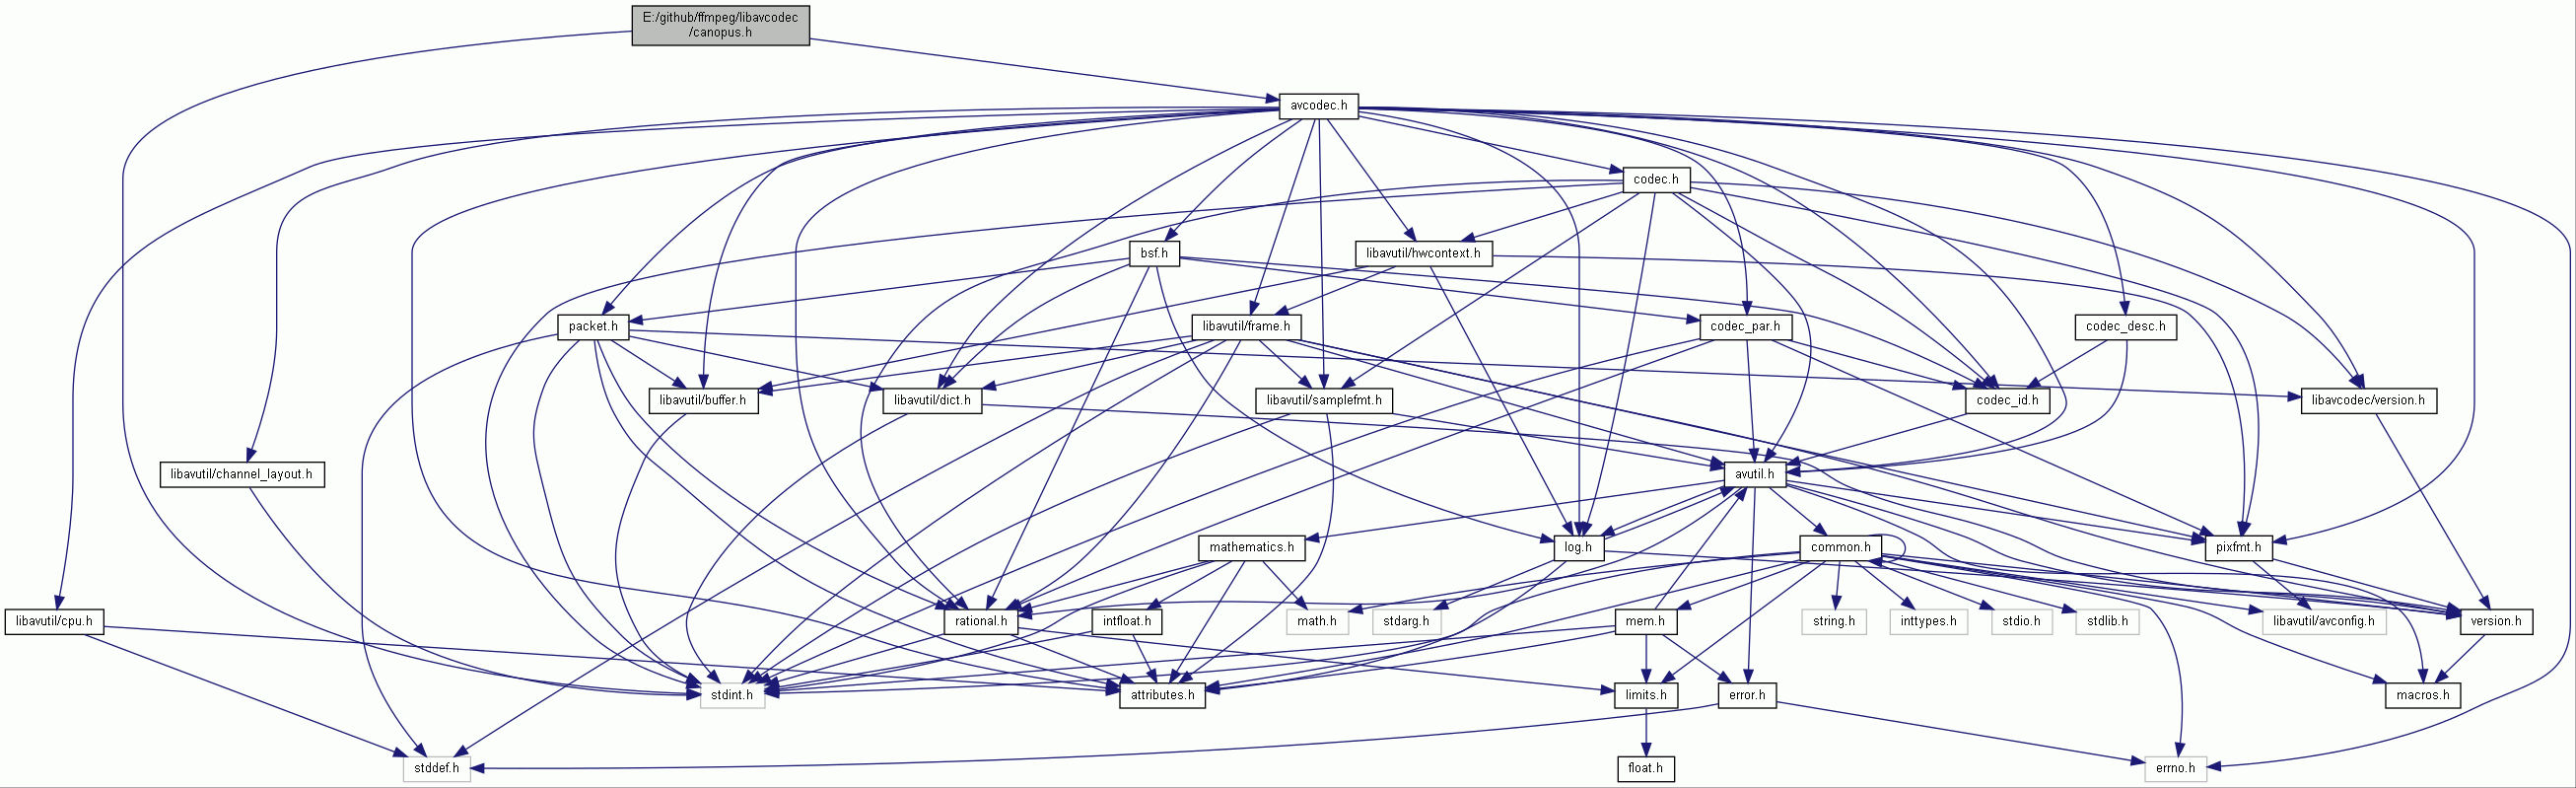 E:/github/ffmpeg/libavcodec
/canopus.h
avcodec.h
codec.h
bsf.h
libavutil/hwcontext.h
packet.h
libavutil/frame.h
codec_par.h
codec_desc.h
libavutil/buffer.h
libavutil/dict.h
libavutil/samplefmt.h
codec_id.h
libavcodec/version.h
libavutil/channel_layout.h
avutil.h
mathematics.h
log.h
common.h
pixfmt.h
libavutil/cpu.h
rational.h
intfloat.h
math.h
stdarg.h
mem.h
string.h
inttypes.h
stdio.h
stdlib.h
libavutil/avconfig.h
version.h
stdint.h
attributes.h
limits.h
error.h
macros.h
stddef.h
float.h
errno.h